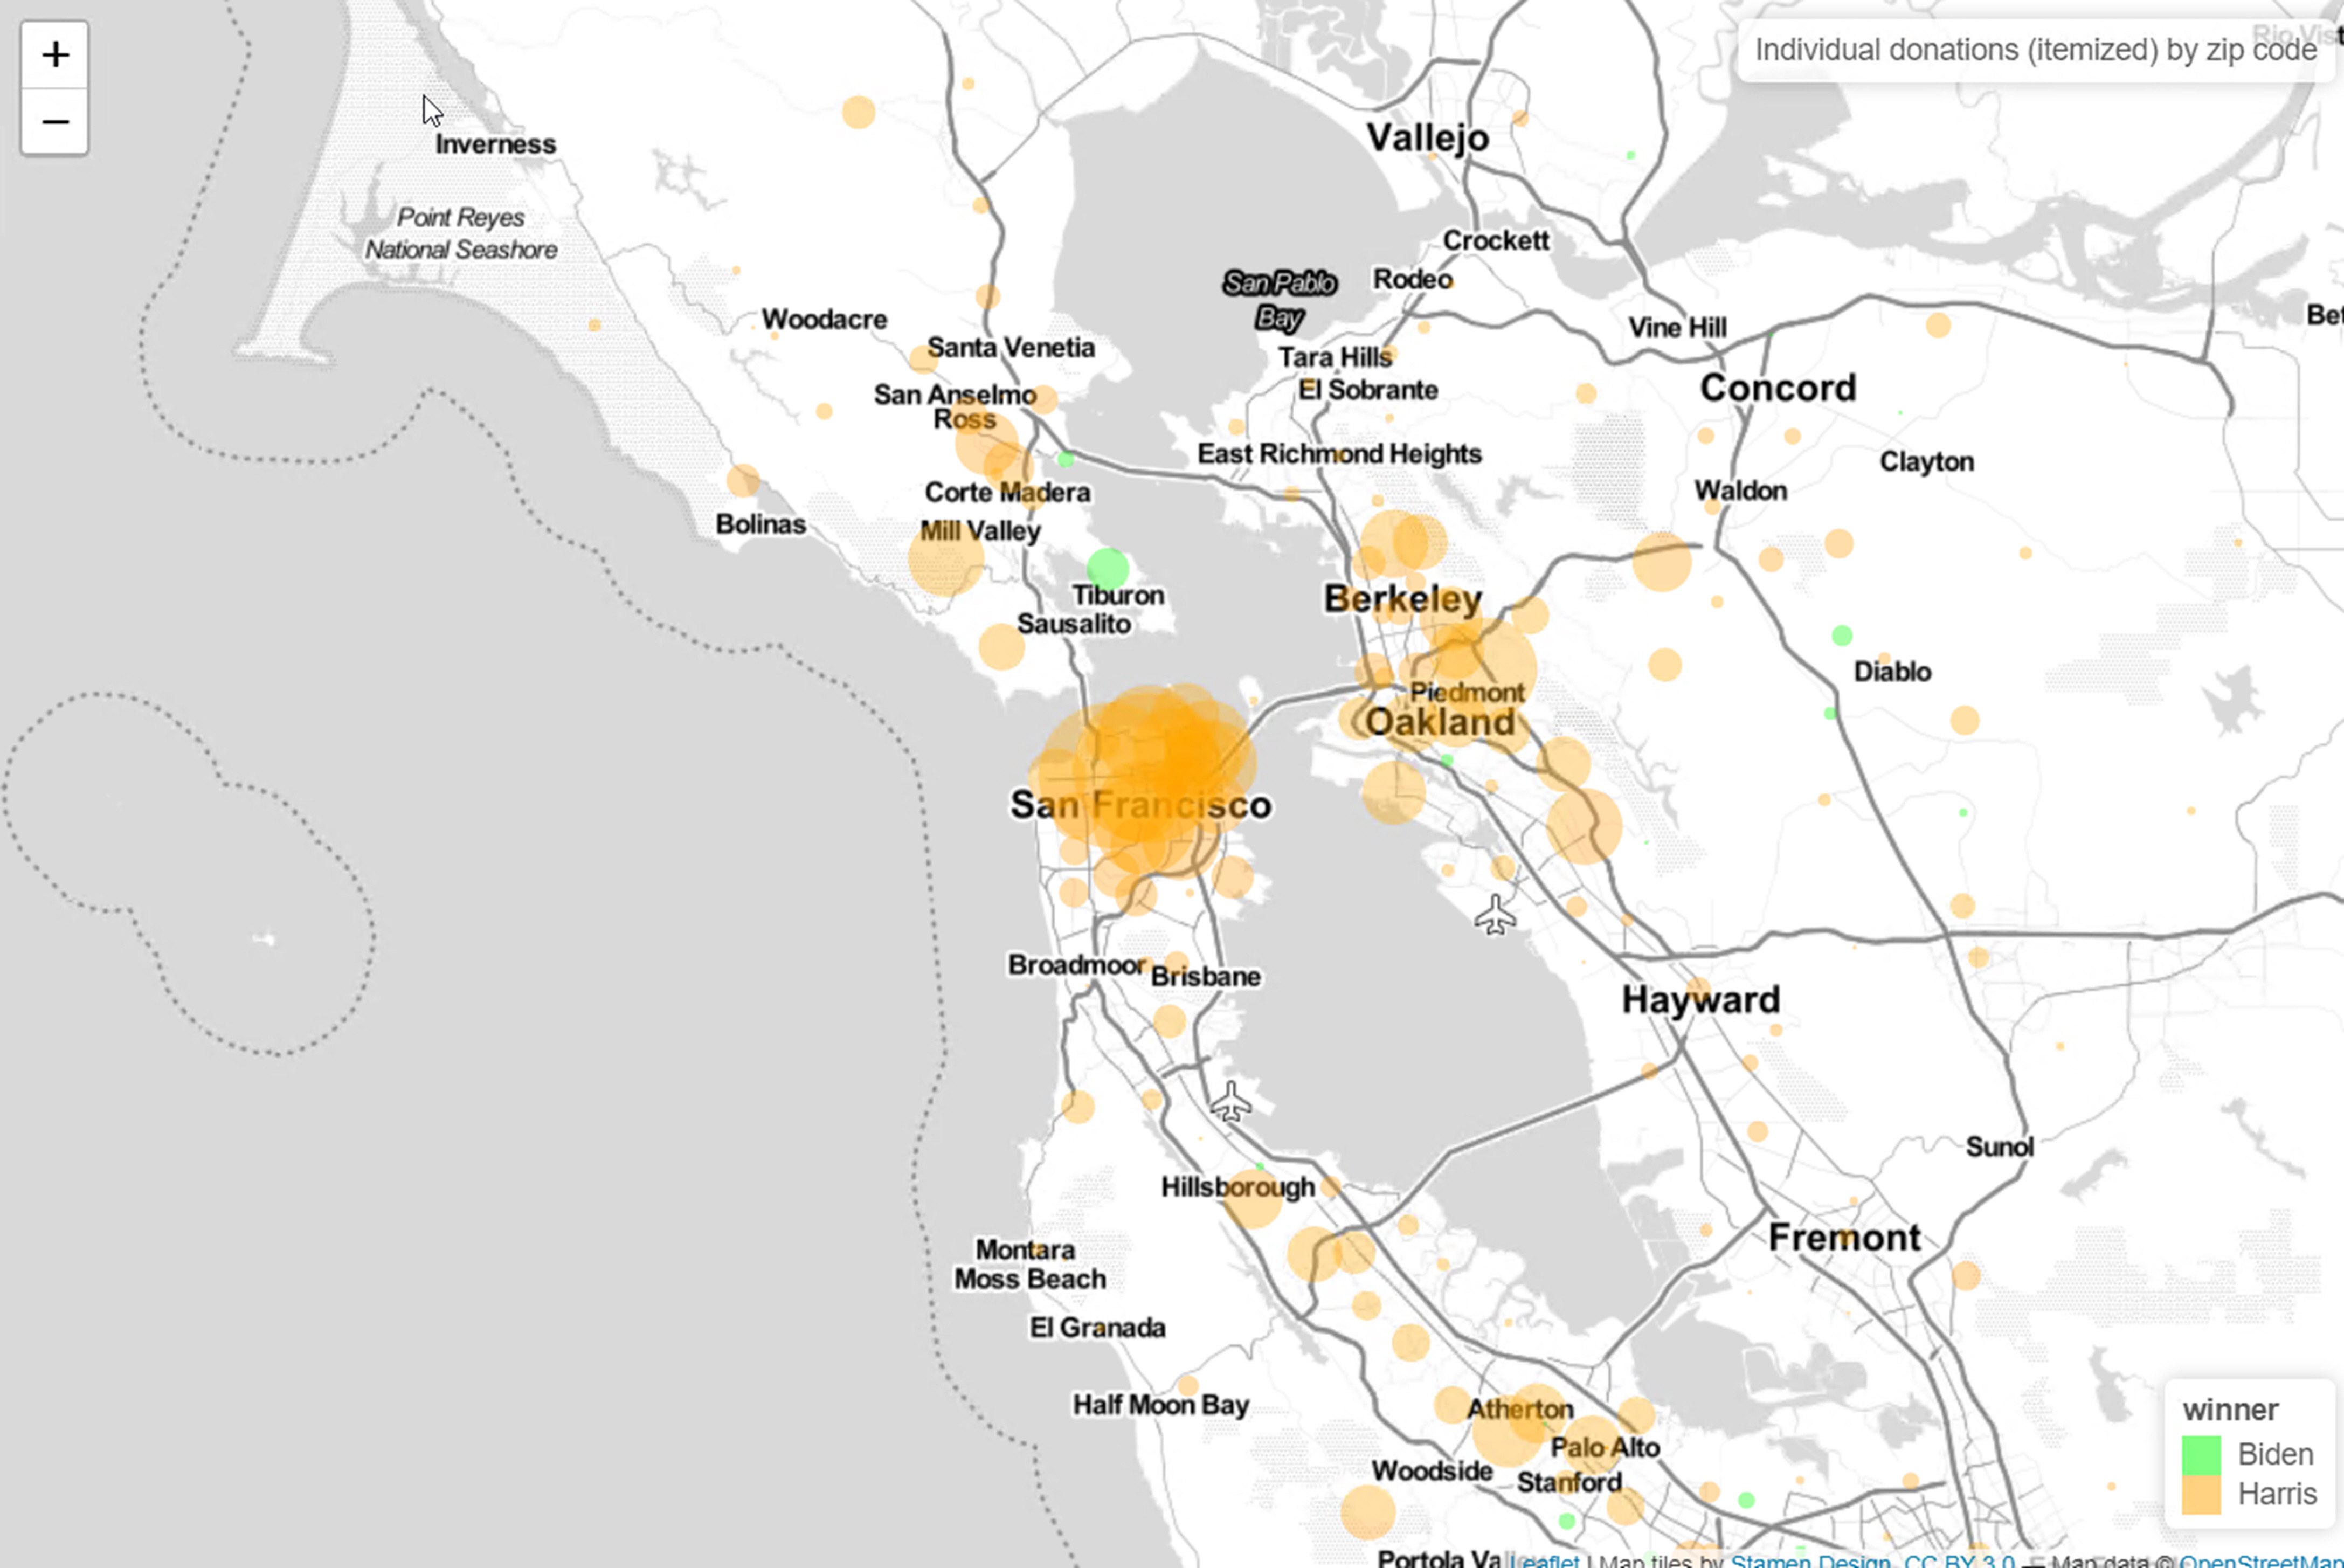 +
−
Individual donations (itemized) by zip code
Inverness
Vallejo
Point Reyes
National Seashore
Crockett
San Pablo
Bay
Rodeo
Woodacre
Vine Hill
Santa Venetia
Tara Hills
El Sobrante
Concord
San Anselmo
Ross
East Richmond Heights
Clayton
Corte Madera
Waldon
Mill Valley
Bolinas
Tiburon
Berkeley
Sausalito
Diablo
Piedmont
Oakland
San Francisco
Broadmoor
Brisbane
Hayward
Sunol
Hillsborough
Fremont
Montara
Moss Beach
El Granada
Half Moon Bay
Atherton
Palo Alto
Woodside
Stanford
winner
Biden
Harris
Portola Va
Leaflet | Map tiles by Stamen Design, CC BY 3.0 — Map data © OpenStreetMa